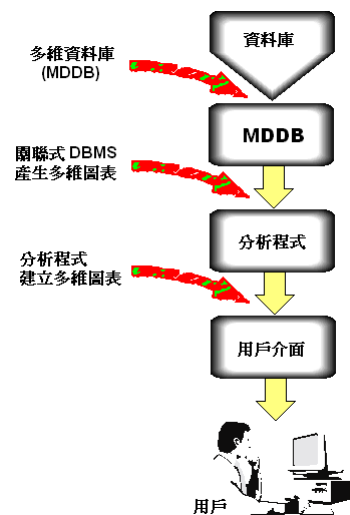 資料庫
多維資料庫
(MDDB)
MDDB
關聯式 DBMS
產生多維圖表
分析程式
分析程式
建立多維圖表
用戶介面
用戶